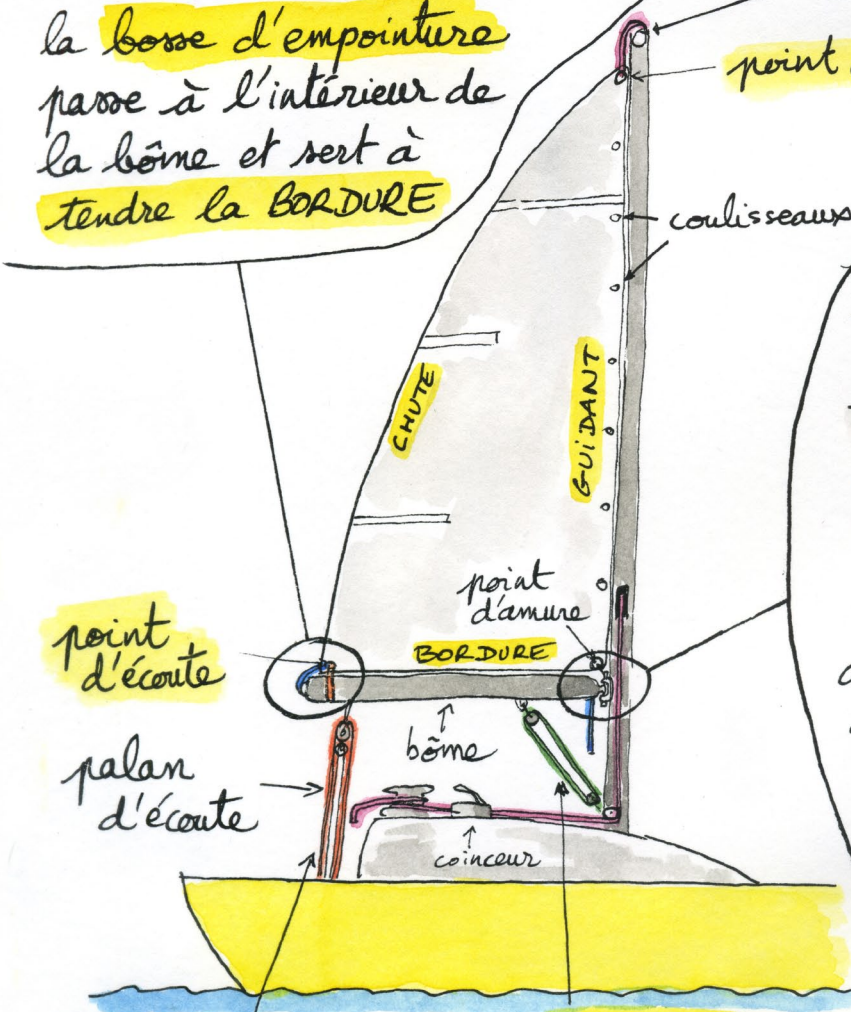 la bosse d'empointure
passe à l'intérieur de
la bôme et sert à
tendre la BORDURE
point
coulisseaux
CHUTE
GUiDANT
point
d'amure
BORDURE
point
d'écoute
bôme
palan
d'écoute
coinceur